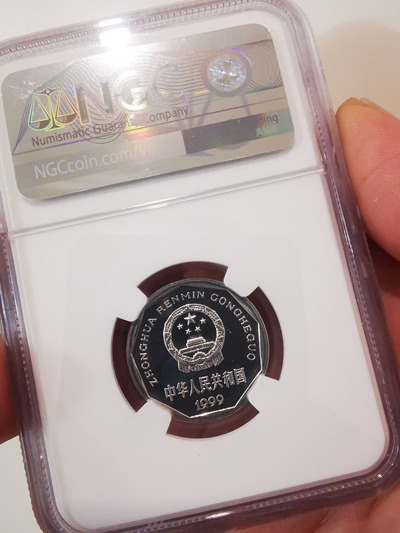 NGC
Numismatic Guaranty Company
NGCcoin.com
ZHONGHUA RENMIN GONGHEGUO
中华人民共和国
1999